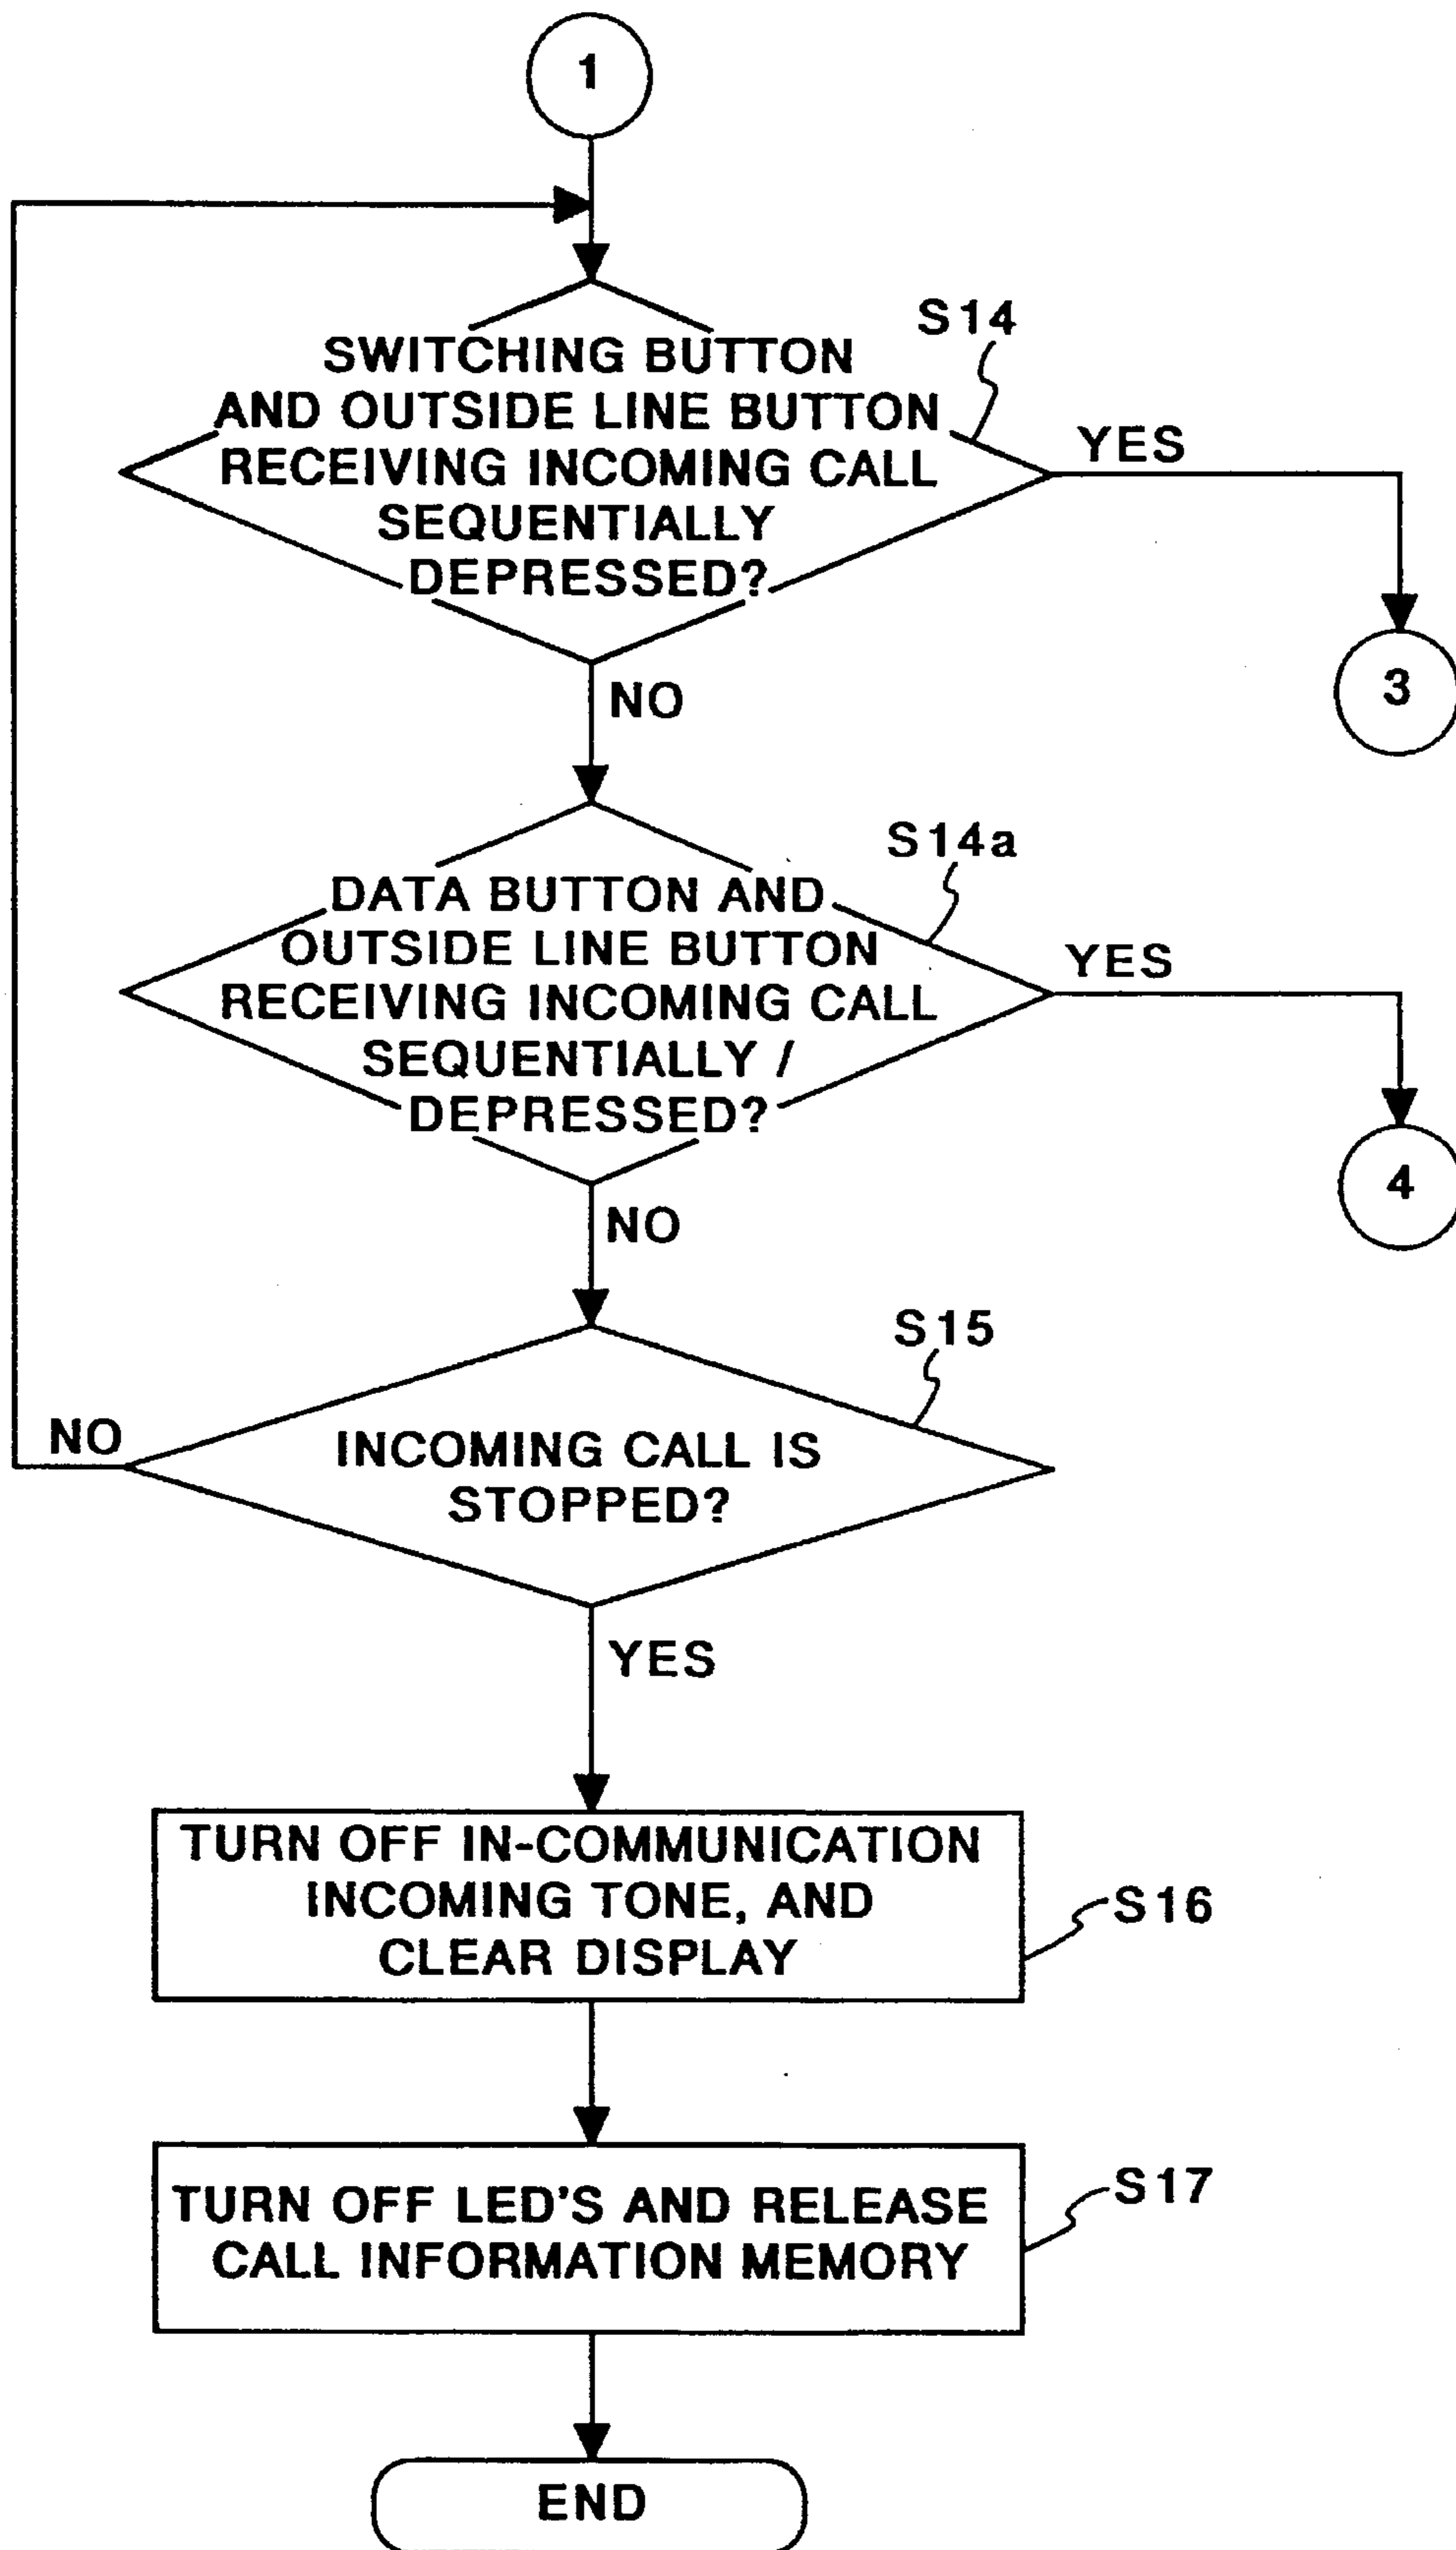 1
SWITCHING BUTTON
AND OUTSIDE LINE BUTTON
RECEIVING INCOMING CALL
SEQUENTIALLY
DEPRESSED?
S14
YES
3
NO
DATA BUTTON AND
OUTSIDE LINE BUTTON
RECEIVING INCOMING CALL
SEQUENTIALLY /
DEPRESSED?
S14a
YES
4
NO
INCOMING CALL IS
STOPPED?
S15
NO
YES
TURN OFF IN-COMMUNICATION
INCOMING TONE, AND
CLEAR DISPLAY
S16
TURN OFF LED'S AND RELEASE
CALL INFORMATION MEMORY
S17
END